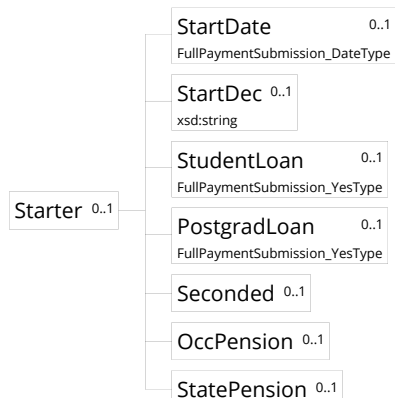 StartDate 0..1
FullPaymentSubmission_DateType
StartDec 0..1
xsd:string
StudentLoan 0..1
FullPaymentSubmission_YesType
Starter 0..1
PostgradLoan 0..1
FullPaymentSubmission_YesType
Seconded 0..1
OccPension 0..1
StatePension 0..1